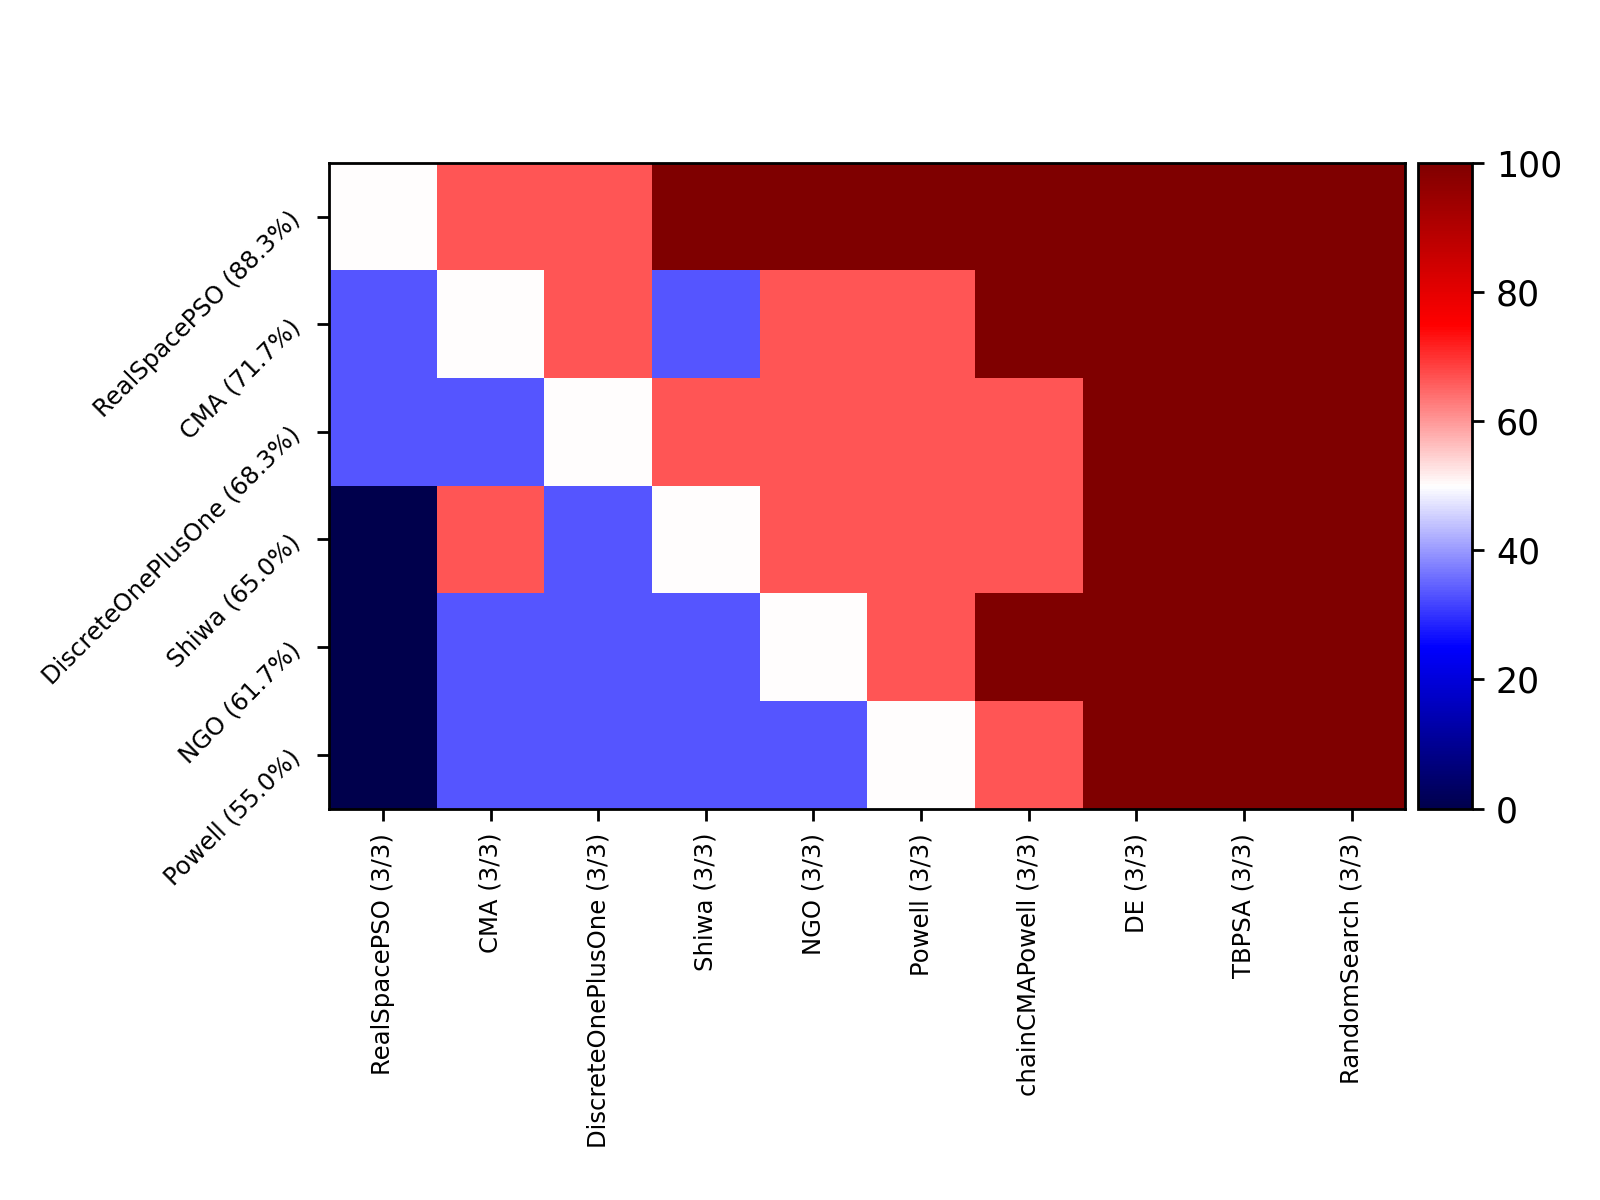 RealSpacePSO (88.3%)
CMA (71.7%)
DiscreteOnePlusOne (68.3%)
Shiwa (65.0%)
NGO (61.7%)
Powell (55.0%)
RealSpacePSO (3/3)
CMA (3/3)
DiscreteOnePlusOne (3/3)
Shiwa (3/3)
NGO (3/3)
Powell (3/3)
chainCMAPowell (3/3)
DE (3/3)
TBPSA (3/3)
RandomSearch (3/3)
100
80
60
40
20
0